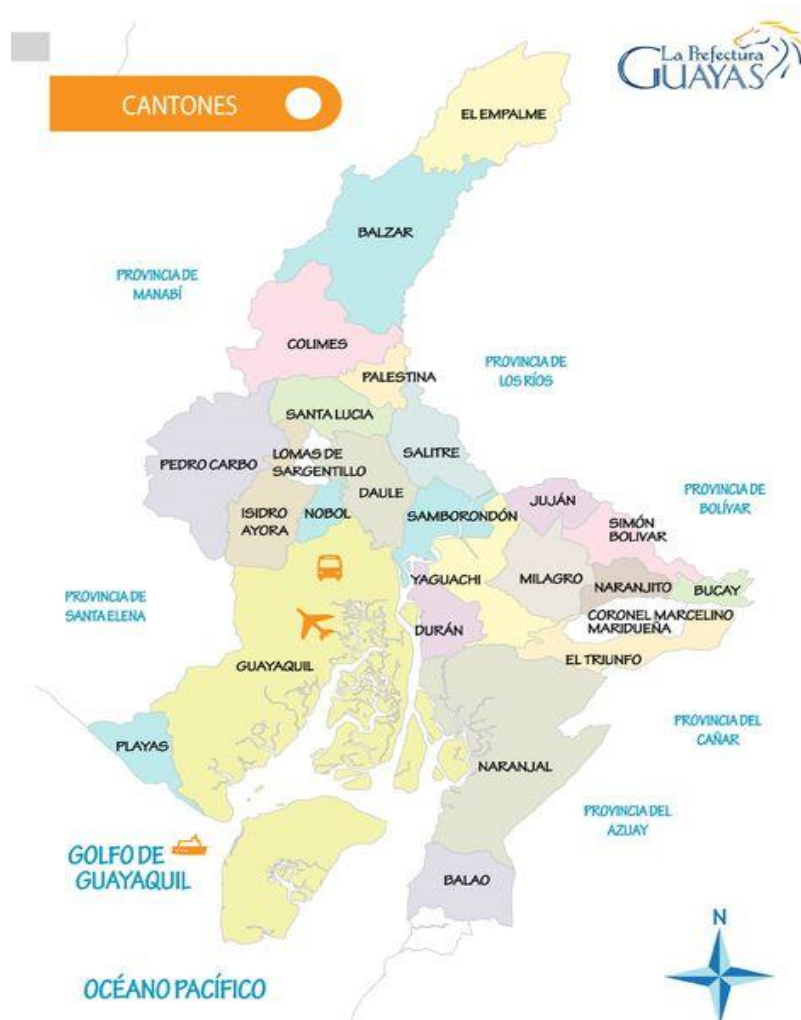 La Prefectura
GUAYAS
CANTONES
EL EMPALME
BALZAR
PROVINCIA DE
MANABÍ
COLIMES
PROVINCIA DE
LOS RÍOS
PALESTINA
SANTA LUCIA
PEDRO CARBO
LOMAS DE
SARGENTILLO
SALITRE
DAULE
ISIDRO
AYORA
NOBOL
SAMBORONDÓN
JUJÁN
SIMÓN
BOLIVAR
PROVINCIA DE
BOLÍVAR
YAGUACHI
MILAGRO
NARANJITO
BUCAY
PROVINCIA DE
SANTA ELENA
DURÁN
CORONEL MARCELINO
MARIDUEÑA
EL TRIUNFO
GUAYAQUIL
PLAYAS
NARANJAL
PROVINCIA DEL
CAÑAR
PROVINCIA DEL
AZUAY
GOLFO DE
GUAYAQUIL
BALAO
N
OCÉANO PACÍFICO